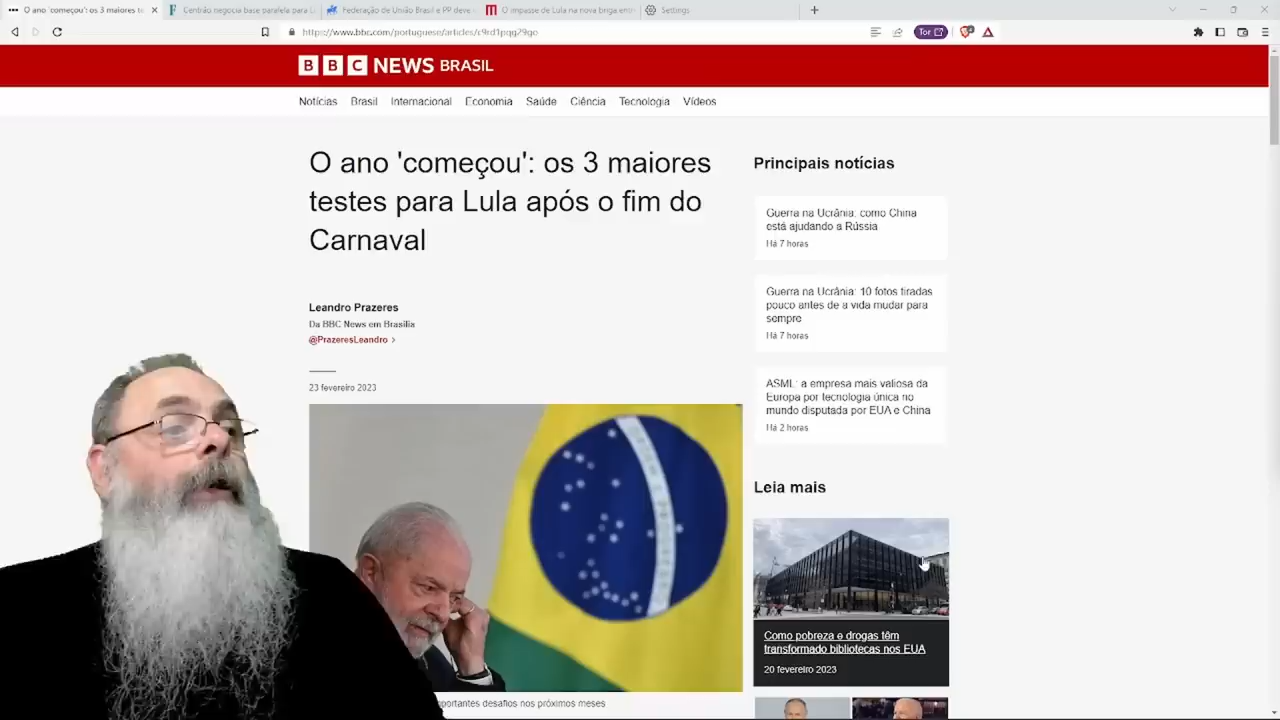 O ano 'começou': os 3 maiores te
Centrão negocia base paralela para L
Federação de União Brasil e PP deve
O impasse de Lula na nova briga entr
Settings
https://www.bbc.com/portuguese/articles/c9rd1pqg29go
Tor
BBC NEWS BRASIL
Notícias Brasil Internacional Economia Saúde Ciência Tecnologia Vídeos
O ano 'começou': os 3 maiores
testes para Lula após o fim do
Carnaval
Leandro Prazeres
Da BBC News em Brasília
@PrazeresLeandro
23 fevereiro 2023
portantes desafios nos próximos meses
Principais notícias
Guerra na Ucrânia: como China
está ajudando a Rússia
Há 7 horas
Guerra na Ucrânia: 10 fotos tiradas
pouco antes de a vida mudar para
sempre
Há 7 horas
ASML: a empresa mais valiosa da
Europa por tecnologia única no
mundo disputada por EUA e China
Há 2 horas
Leia mais
Como pobreza e drogas têm
transformado bibliotecas nos EUA
20 fevereiro 2023